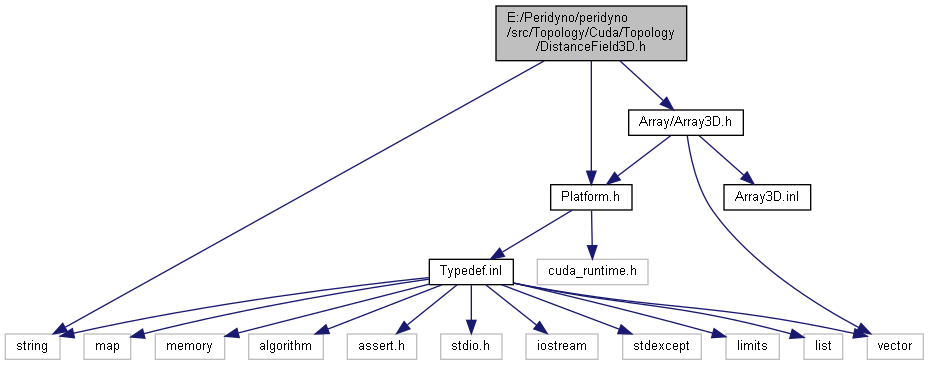 E:/Peridyno/peridyno
/src/Topology/Cuda/Topology
/DistanceField3D.h
Array/Array3D.h
Platform.h
Array3D.inl
Typedef.inl
cuda_runtime.h
string
map
memory
algorithm
assert.h
stdio.h
iostream
stdexcept
limits
list
vector